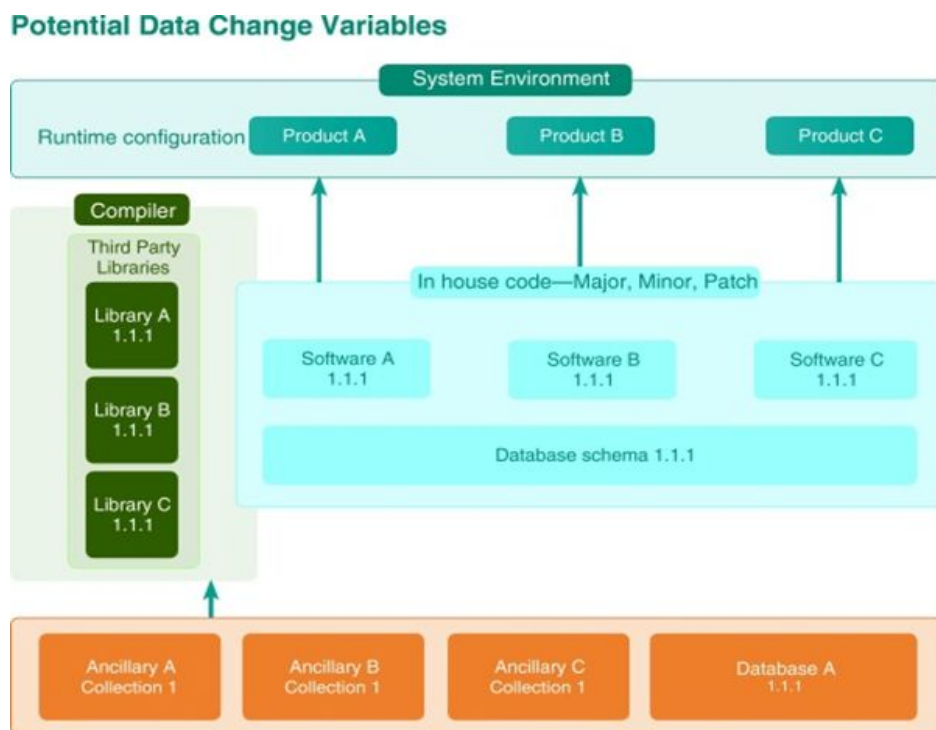 Potential Data Change Variables
System Environment
Runtime configuration
Product A
Product B
Product C
Compiler
Third Party
Libraries
Library A
1.1.1
Library B
1.1.1
Library C
1.1.1
In house code—Major, Minor, Patch
Software A
1.1.1
Software B
1.1.1
Software C
1.1.1
Database schema 1.1.1
Ancillary A
Collection 1
Ancillary B
Collection 1
Ancillary C
Collection 1
Database A
1.1.1